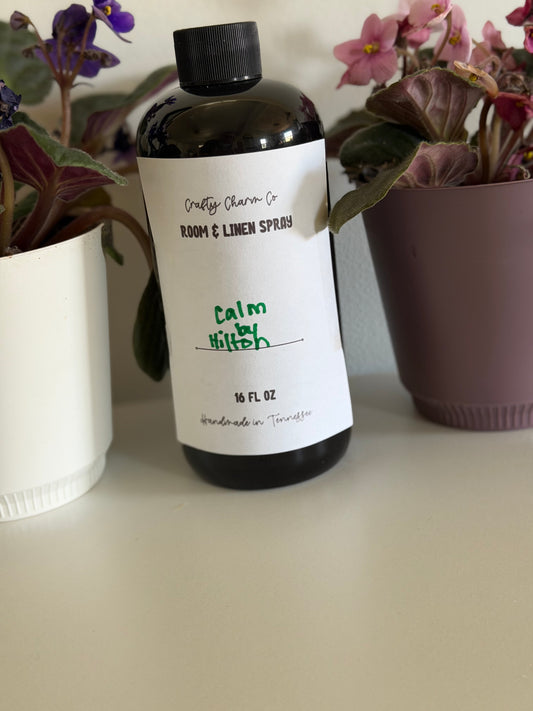 Crafty Charm Co
ROOM & LINEN SPRAY
Calm
by
Hilton
16 FL OZ
Handmade in Tennessee